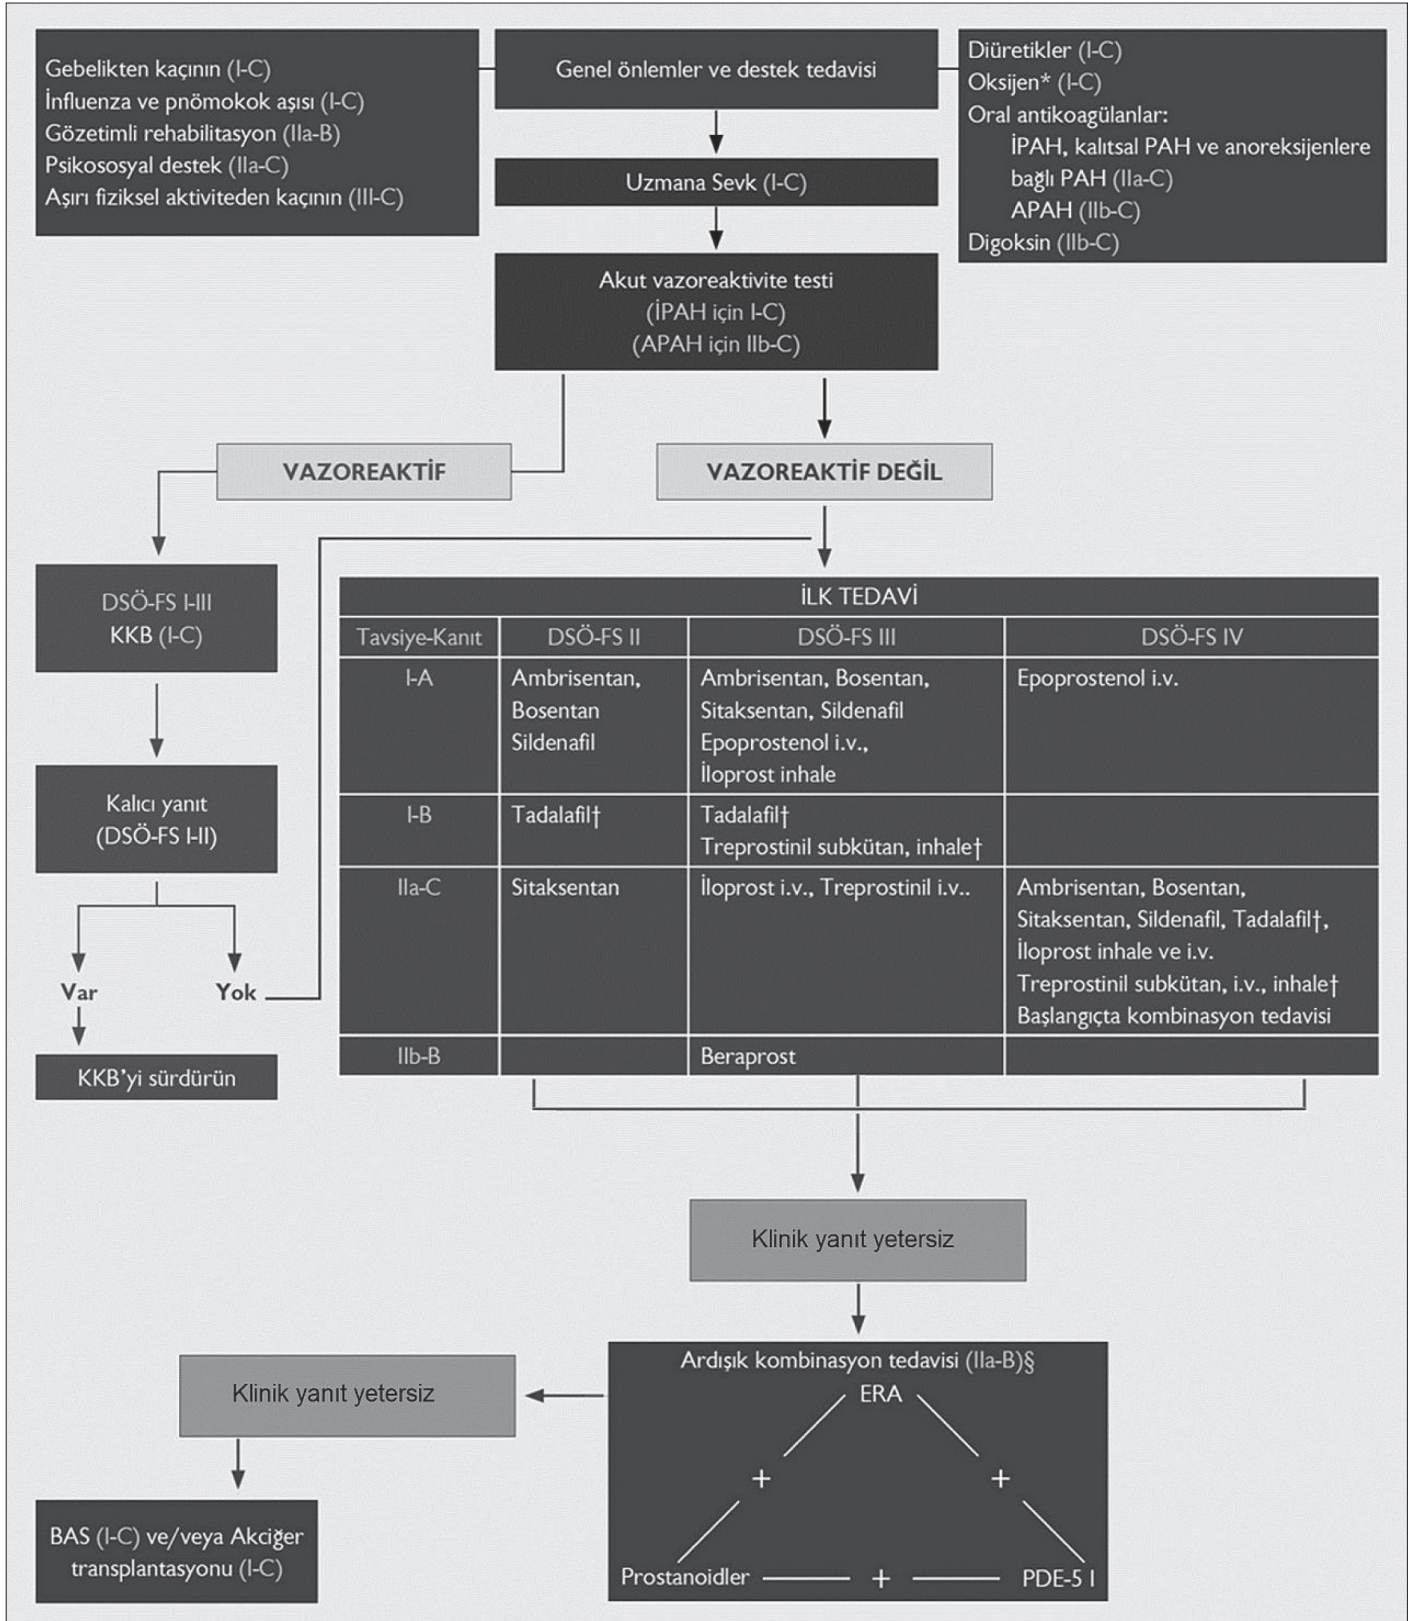 Gebelikten kaçının (I-C)
İnfluenza ve pnömokok aşısı (I-C)
Gözetimli rehabilitasyon (IIa-B)
Psikososyal destek (IIa-C)
Aşırı fiziksel aktiviteden kaçının (III-C)
Genel önlemler ve destek tedavisi
Diüretikler (I-C)
Oksijen* (I-C)
Oral antikoagülanlar:
İPAH, kalıtsal PAH ve anoreksijenlere
bağlı PAH (IIa-C)
APAH (IIb-C)
Digoksin (IIb-C)
Uzmana Sevk (I-C)
Akut vazoreaktivite testi
(İPAH için I-C)
(APAH için IIb-C)
VAZOREAKTİF
VAZOREAKTİF DEĞİL
DSÖ-FS I-III
KKB (I-C)
Kalıcı yanıt
(DSÖ-FS I-II)
Var
Yok
KKB'yi sürdürün
İLK TEDAVİ
Tavsiye-Kanıt DSÖ-FS II DSÖ-FS III DSÖ-FS IV
I-A
Ambrisentan,
Bosentan
Sildenafil
Ambrisentan, Bosentan,
Sitaksentan, Sildenafil
Epoprostenol i.v.,
İloprost inhale
Epoprostenol i.v.
I-B
Tadalafil†
Tadalafil†
Treprostinil subkütan, inhale†
IIa-C
Sitaksentan
İloprost i.v., Treprostinil i.v..
Ambrisentan, Bosentan,
Sitaksentan, Sildenafil, Tadalafil†,
İloprost inhale ve i.v.
Treprostinil subkütan, i.v., inhale†
Başlangıçta kombinasyon tedavisi
IIb-B
Beraprost
Klinik yanıt yetersiz
Ardışık kombinasyon tedavisi (IIa-B)§
ERA
+ +
Prostanoidler + PDE-5 I
Klinik yanıt yetersiz
BAS (I-C) ve/veya Akciğer
transplantasyonu (I-C)